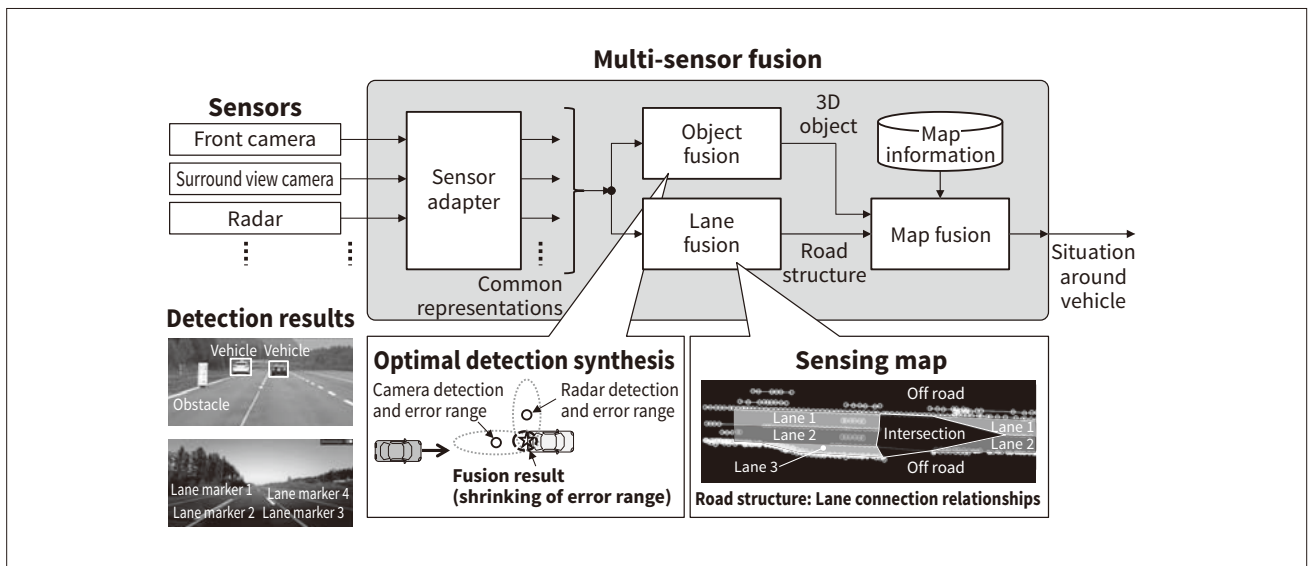 Multi-sensor fusion
Sensors
Front camera
Surround view camera
Radar
Sensor
adapter
Common
representations
Object
fusion
Lane
fusion
3D
object
Road
structure
Map
information
Map fusion
Situation
around
vehicle
Detection results
Vehicle Vehicle
Obstacle
Lane marker 1
Lane marker 4
Lane marker 2
Lane marker 3
Optimal detection synthesis
Camera detection
and error range
Radar detection
and error range
Fusion result
(shrinking of error range)
Sensing map
Off road
Lane 1
Lane 2
Lane 3
Intersection
Lane 1
Lane 2
Off road
Road structure: Lane connection relationships